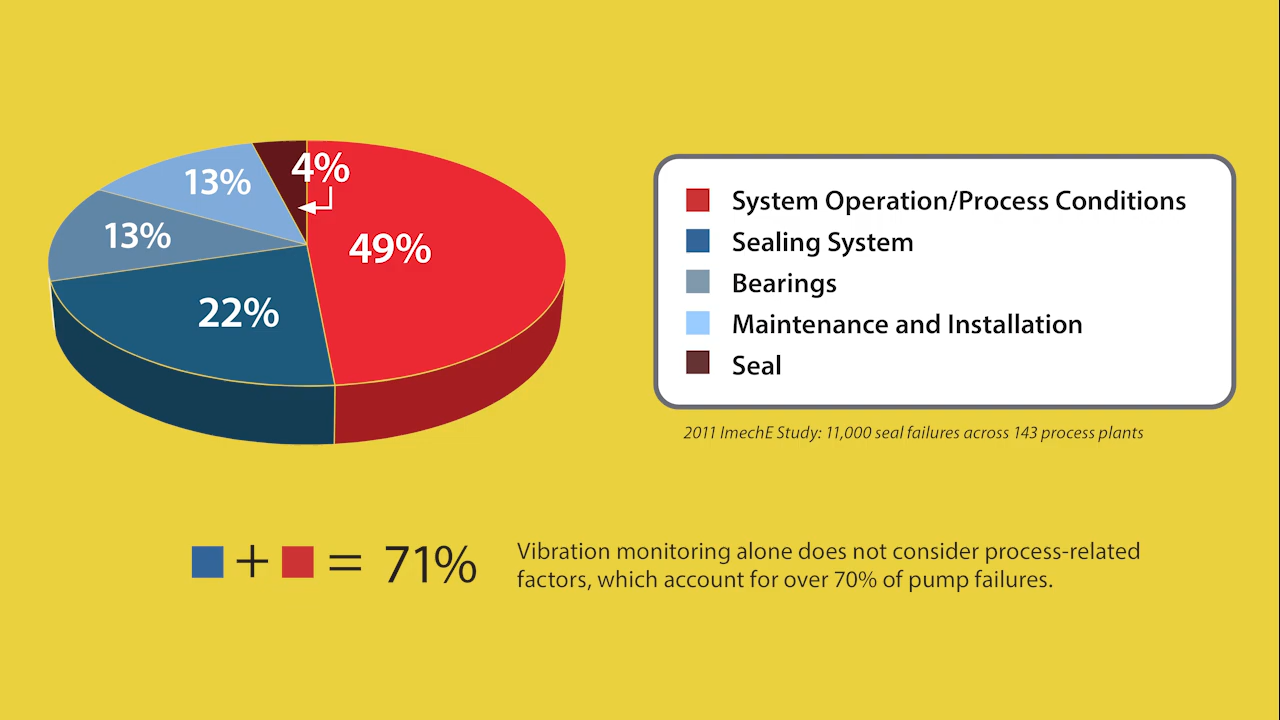 4%
13%
13%
49%
22%
System Operation/Process Conditions
Sealing System
Bearings
Maintenance and Installation
Seal
2011 ImechE Study: 11,000 seal failures across 143 process plants
+ = 71%
Vibration monitoring alone does not consider process-related
factors, which account for over 70% of pump failures.